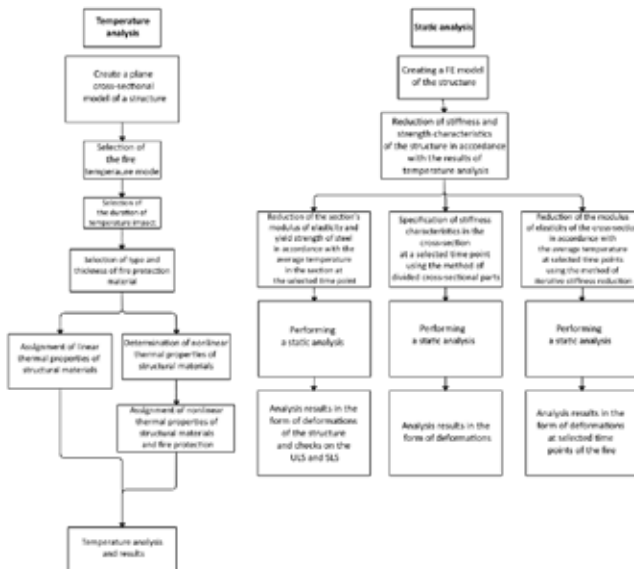 Temperature
analysis
Create a plane
cross-sectional
model of a structure
Selection of
the fire
temperaure mode
Selection of
the duration of
temperature impact
Selection of type and
thickness of fire protection
material
Assignment of linear
thermal properties of
structural materials
Determination of nonlinear
thermal properties of
structural materials
Assignment of nonlinear
thermal properties of
structural materials
and fire protection
Temperature analysis
and results
Static analysis
Creating a FE model
of the structure
Reduction of stiffness and
strength characteristics
of the structure in accordance
with the results of
temperature analysis
Reduction of the section's
modulus of elasticity and
yield strength of steel
in accordance with the
average temperature
in the section at
the selected time point
Performing
a static analysis
Analysis results in the
form of deformations
of the structure
and checks on the
ULS and SLS
Specification of stiffness
characteristics in the
cross-section
at a selected time point
using the method of
divided cross-sectional parts
Performing
a static analysis
Analysis results in the
form of deformations
Reduction of the modulus
of elasticity of the cross-section
in accordance with
the average temperature
at selected time points
using the method of
iterative stiffness reduction
Performing
a static analysis
Analysis results in the
form of deformations
at selected time
points of the fire